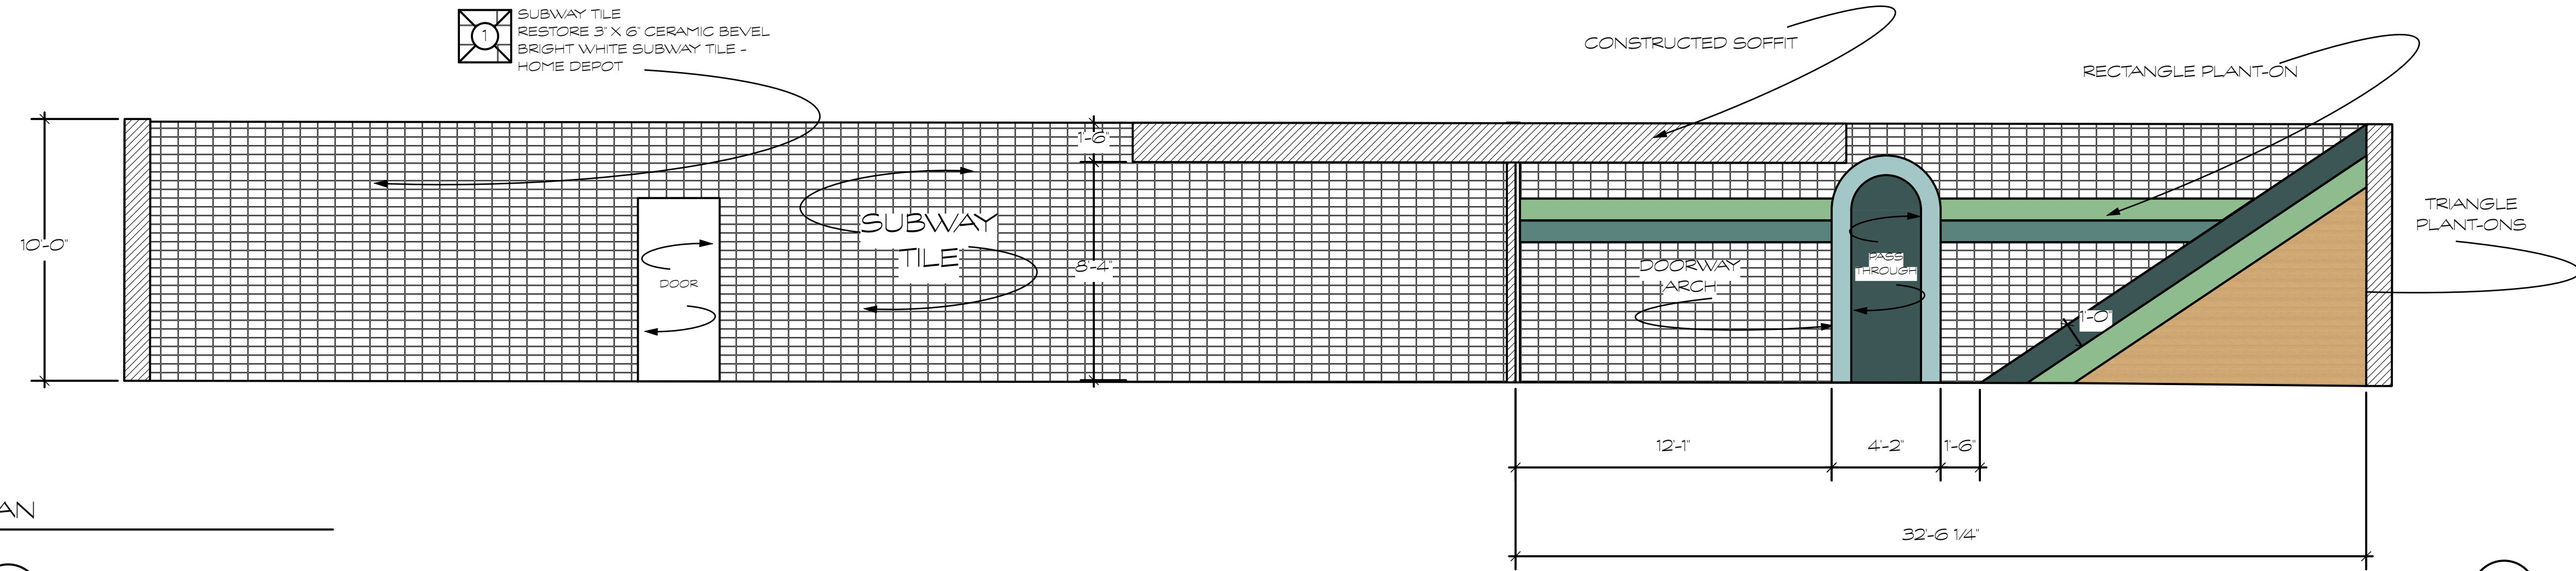 1
SUBWAY TILE
RESTORE 3" X 6" CERAMIC BEVEL
BRIGHT WHITE SUBWAY TILE -
HOME DEPOT
CONSTRUCTED SOFFIT
RECTANGLE PLANT-ON
1'-6"
TRIANGLE
PLANT-ONS
10'-0"
SUBWAY
TILE
8'-4"
DOOR
DOORWAY
ARCH
PASS
THROUGH
1'-0"
12'-1"
4'-2"
1'-6"
32'-6 1/4"
AN